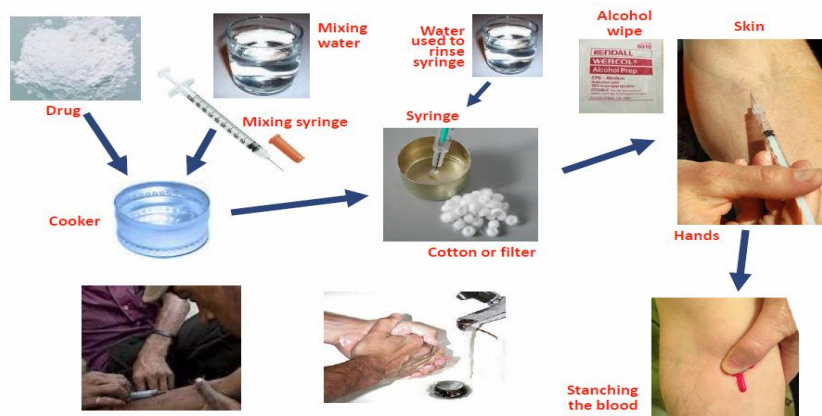 Mixing
water
Water
used to
rinse
syringe
Alcohol
wipe
Skin
KENDALL
WEBCOL®
Alcohol Prep
Drug
Mixing syringe
Syringe
Cooker
Cotton or filter
Hands
Stanching
the blood